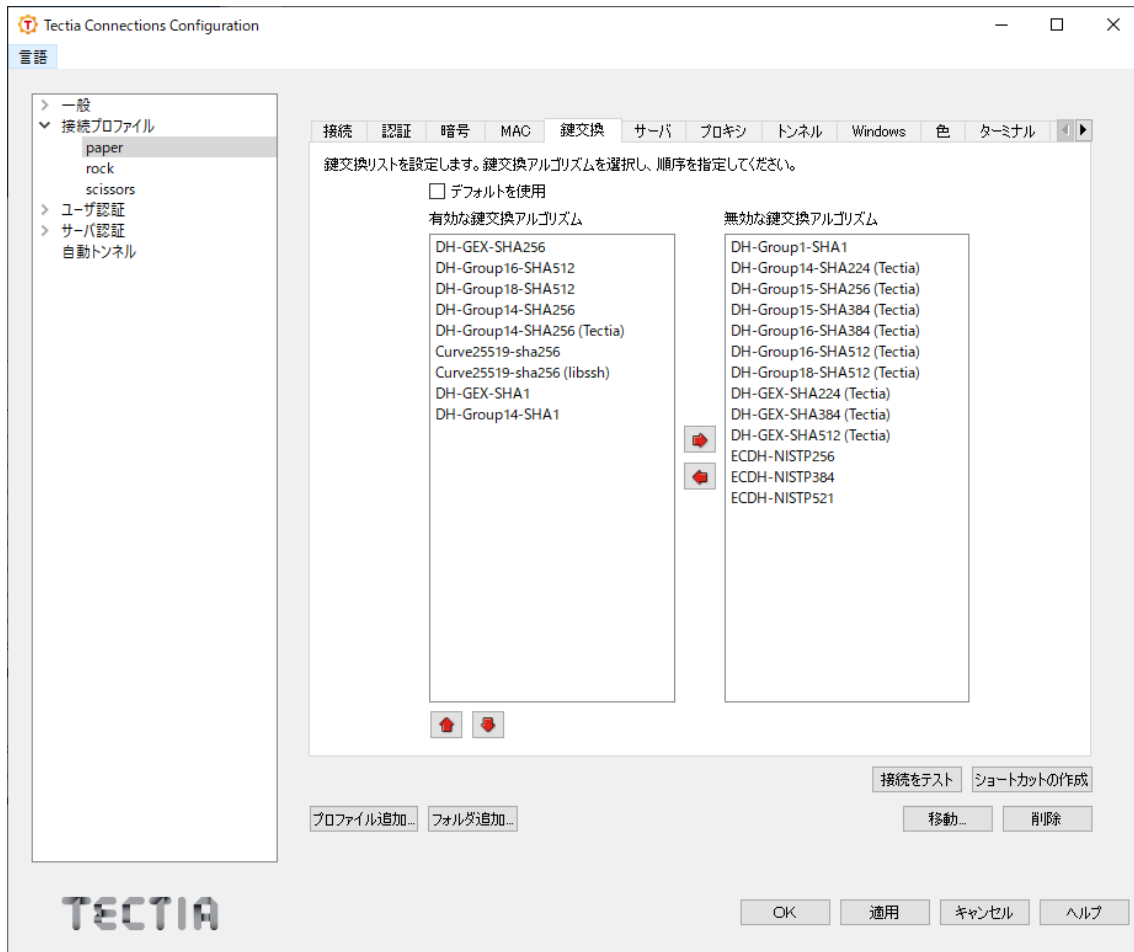 Tectia Connections Configuration
言語
一般
接続プロファイル
paper
rock
scissors
ユーザ認証
サーバ認証
自動トンネル
接続 認証 暗号 MAC 鍵交換 サーバ プロキシ トンネル Windows 色 ターミナル
鍵交換リストを設定します。鍵交換アルゴリズムを選択し、順序を指定してください。
デフォルトを使用
有効な鍵交換アルゴリズム
DH-GEX-SHA256
DH-Group16-SHA512
DH-Group18-SHA512
DH-Group14-SHA256
DH-Group14-SHA256 (Tectia)
Curve25519-sha256
Curve25519-sha256 (libssh)
DH-GEX-SHA1
DH-Group14-SHA1
無効な鍵交換アルゴリズム
DH-Group1-SHA1
DH-Group14-SHA224 (Tectia)
DH-Group15-SHA256 (Tectia)
DH-Group15-SHA384 (Tectia)
DH-Group16-SHA384 (Tectia)
DH-Group16-SHA512 (Tectia)
DH-Group18-SHA512 (Tectia)
DH-GEX-SHA224 (Tectia)
DH-GEX-SHA384 (Tectia)
DH-GEX-SHA512 (Tectia)
ECDH-NISTP256
ECDH-NISTP384
ECDH-NISTP521
接続をテスト ショートカットの作成
プロファイル追加... フォルダ追加... 移動... 削除
TECTIA
OK 適用 キャンセル ヘルプ